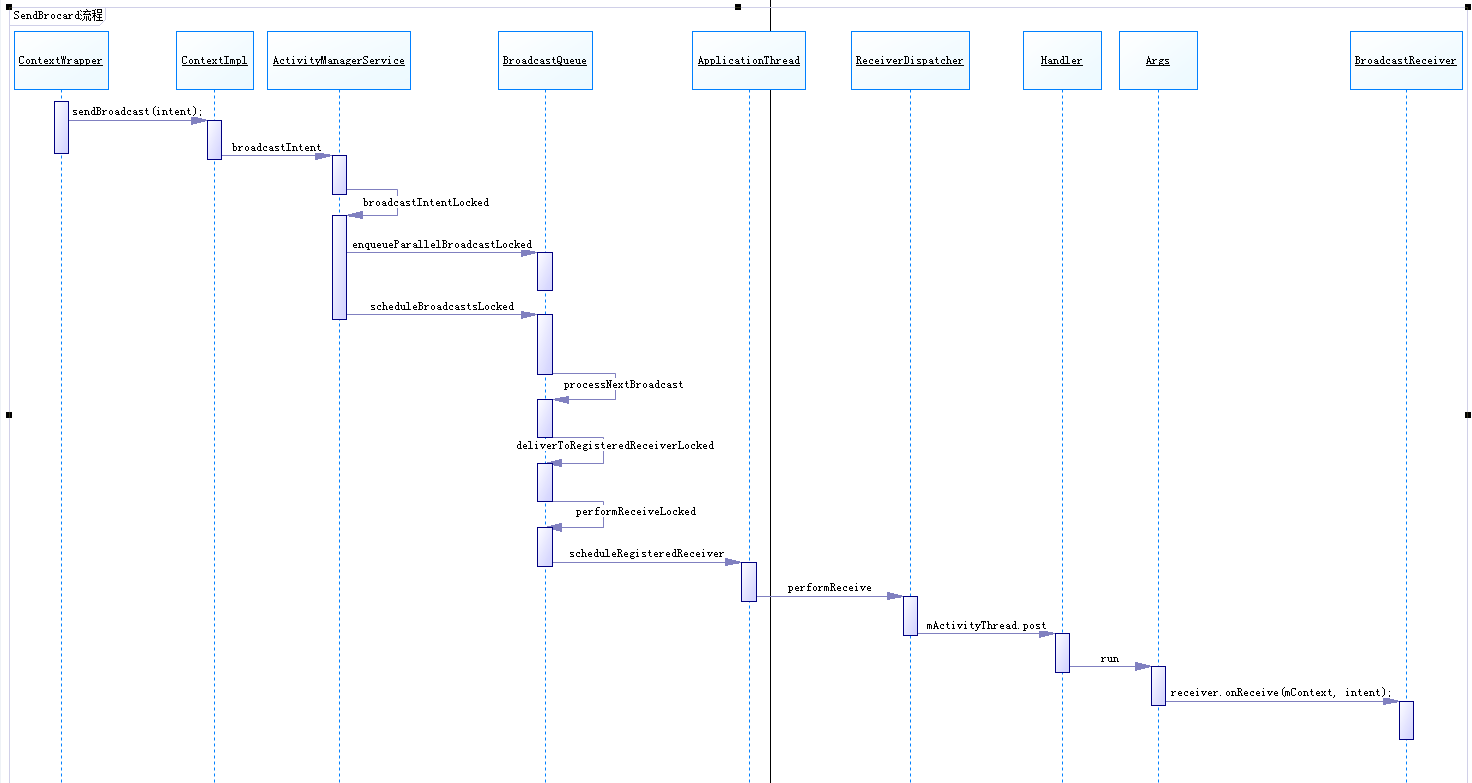 SendBrocard流程
ContextWrapper
ContextImpl
ActivityManagerService
BroadcastQueue
ApplicationThread
ReceiverDispatcher
Handler
Args
BroadcastReceiver
sendBroadcast(intent);
broadcastIntent
broadcastIntentLocked
enqueueParallelBroadcastLocked
scheduleBroadcastsLocked
processNextBroadcast
deliverToRegisteredReceiverLocked
performReceiveLocked
scheduleRegisteredReceiver
performReceive
mActivityThread.post
run
receiver.onReceive(mContext, intent);